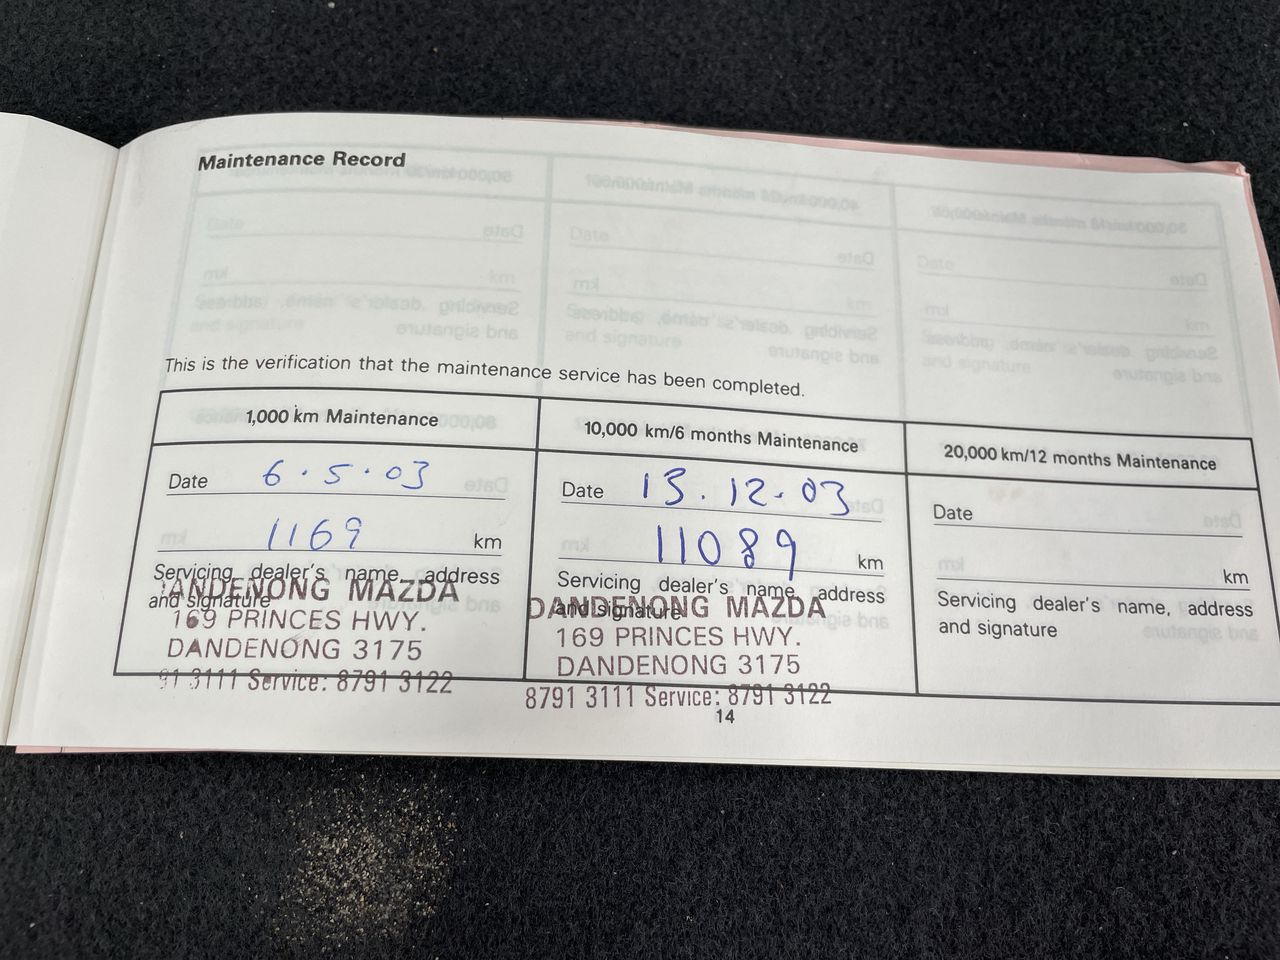 Maintenance Record
This is the verification that the maintenance service has been completed.
1,000 km Maintenance
Date 6.5.03
1169 km
Servicing dealer's name, address
and signature
ANDENONG MAZDA
169 PRINCES HWY.
DANDENONG 3175
91 3111 Service: 8791 3122
10,000 km/6 months Maintenance
Date 13.12.03
11089 km
Servicing dealer's name, address
and signature
DANDENONG MAZDA
169 PRINCES HWY.
DANDENONG 3175
8791 3111 Service: 8791 3122
20,000 km/12 months Maintenance
Date
km
Servicing dealer's name, address
and signature
14